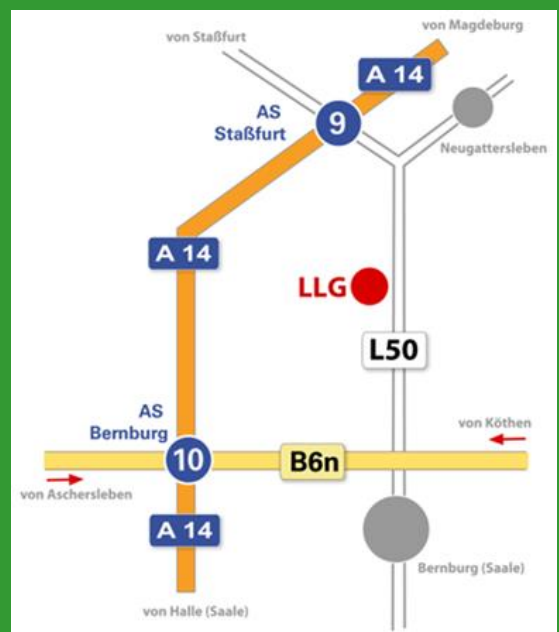 von Magdeburg
von Staßfurt
A 14
AS
Staßfurt
9
Neugattersleben
A 14
LLG
L50
AS
Bernburg
von Köthen
10
B6n
von Aschersleben
A 14
Bernburg (Saale)
von Halle (Saale)